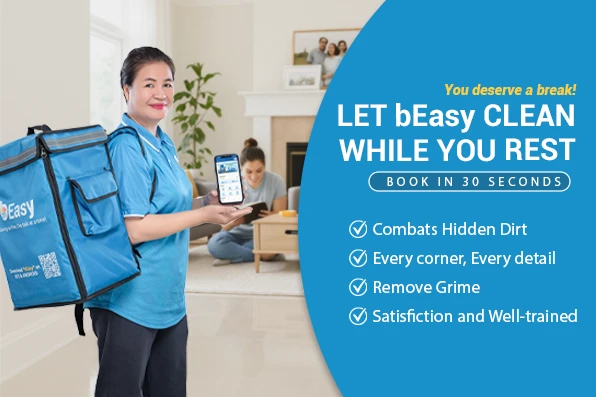 You deserve a break!
LET bEasy CLEAN
WHILE YOU REST
BOOK IN 30 SECONDS
Combats Hidden Dirt
Every corner, Every detail
Remove Grime
Satisfiction and Well-trained
Easy